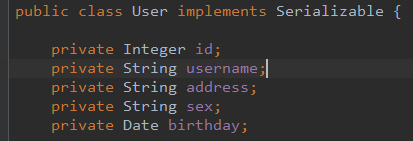 public class User implements Serializable {
private Integer id;
private String username;
private String address;
private String sex;
private Date birthday;